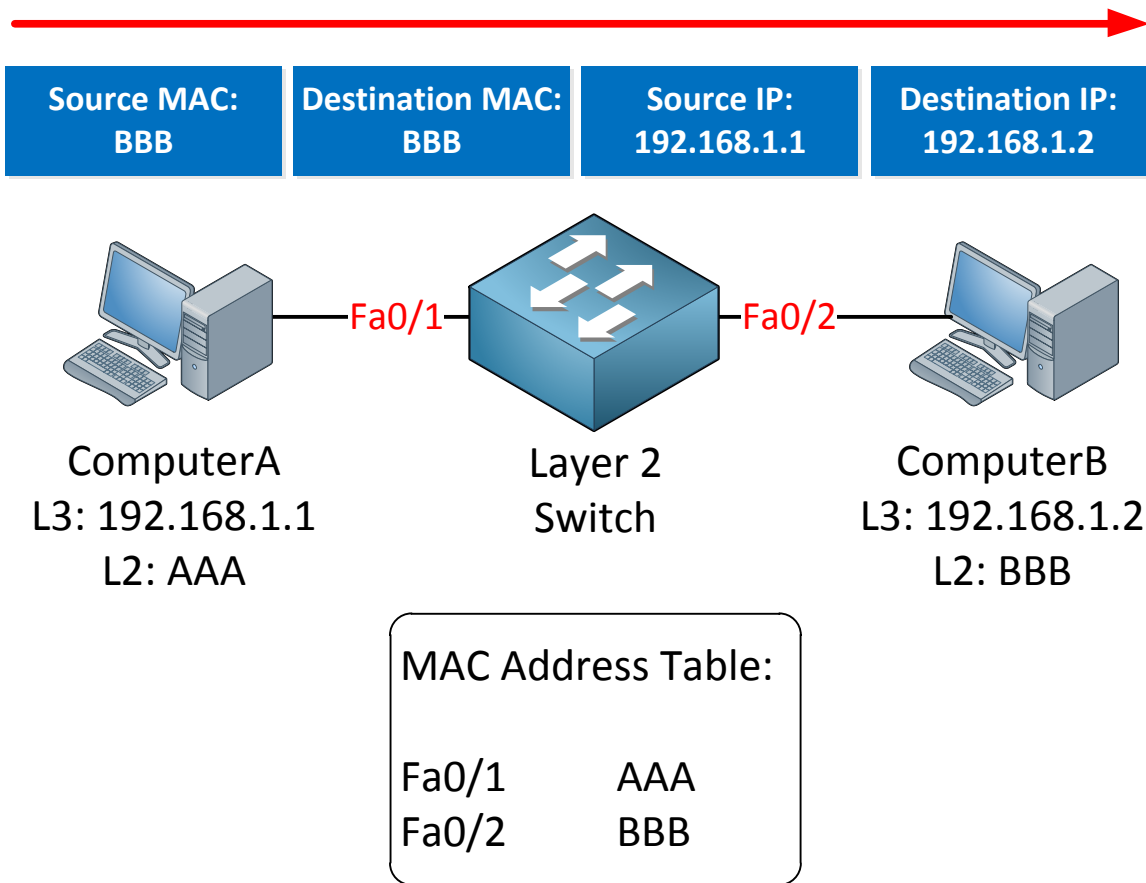 Source MAC:
BBB
Destination MAC:
BBB
Source IP:
192.168.1.1
Destination IP:
192.168.1.2
Fa0/1
Fa0/2
ComputerA
L3: 192.168.1.1
L2: AAA
Layer 2
Switch
ComputerB
L3: 192.168.1.2
L2: BBB
MAC Address Table:
Fa0/1 AAA
Fa0/2 BBB